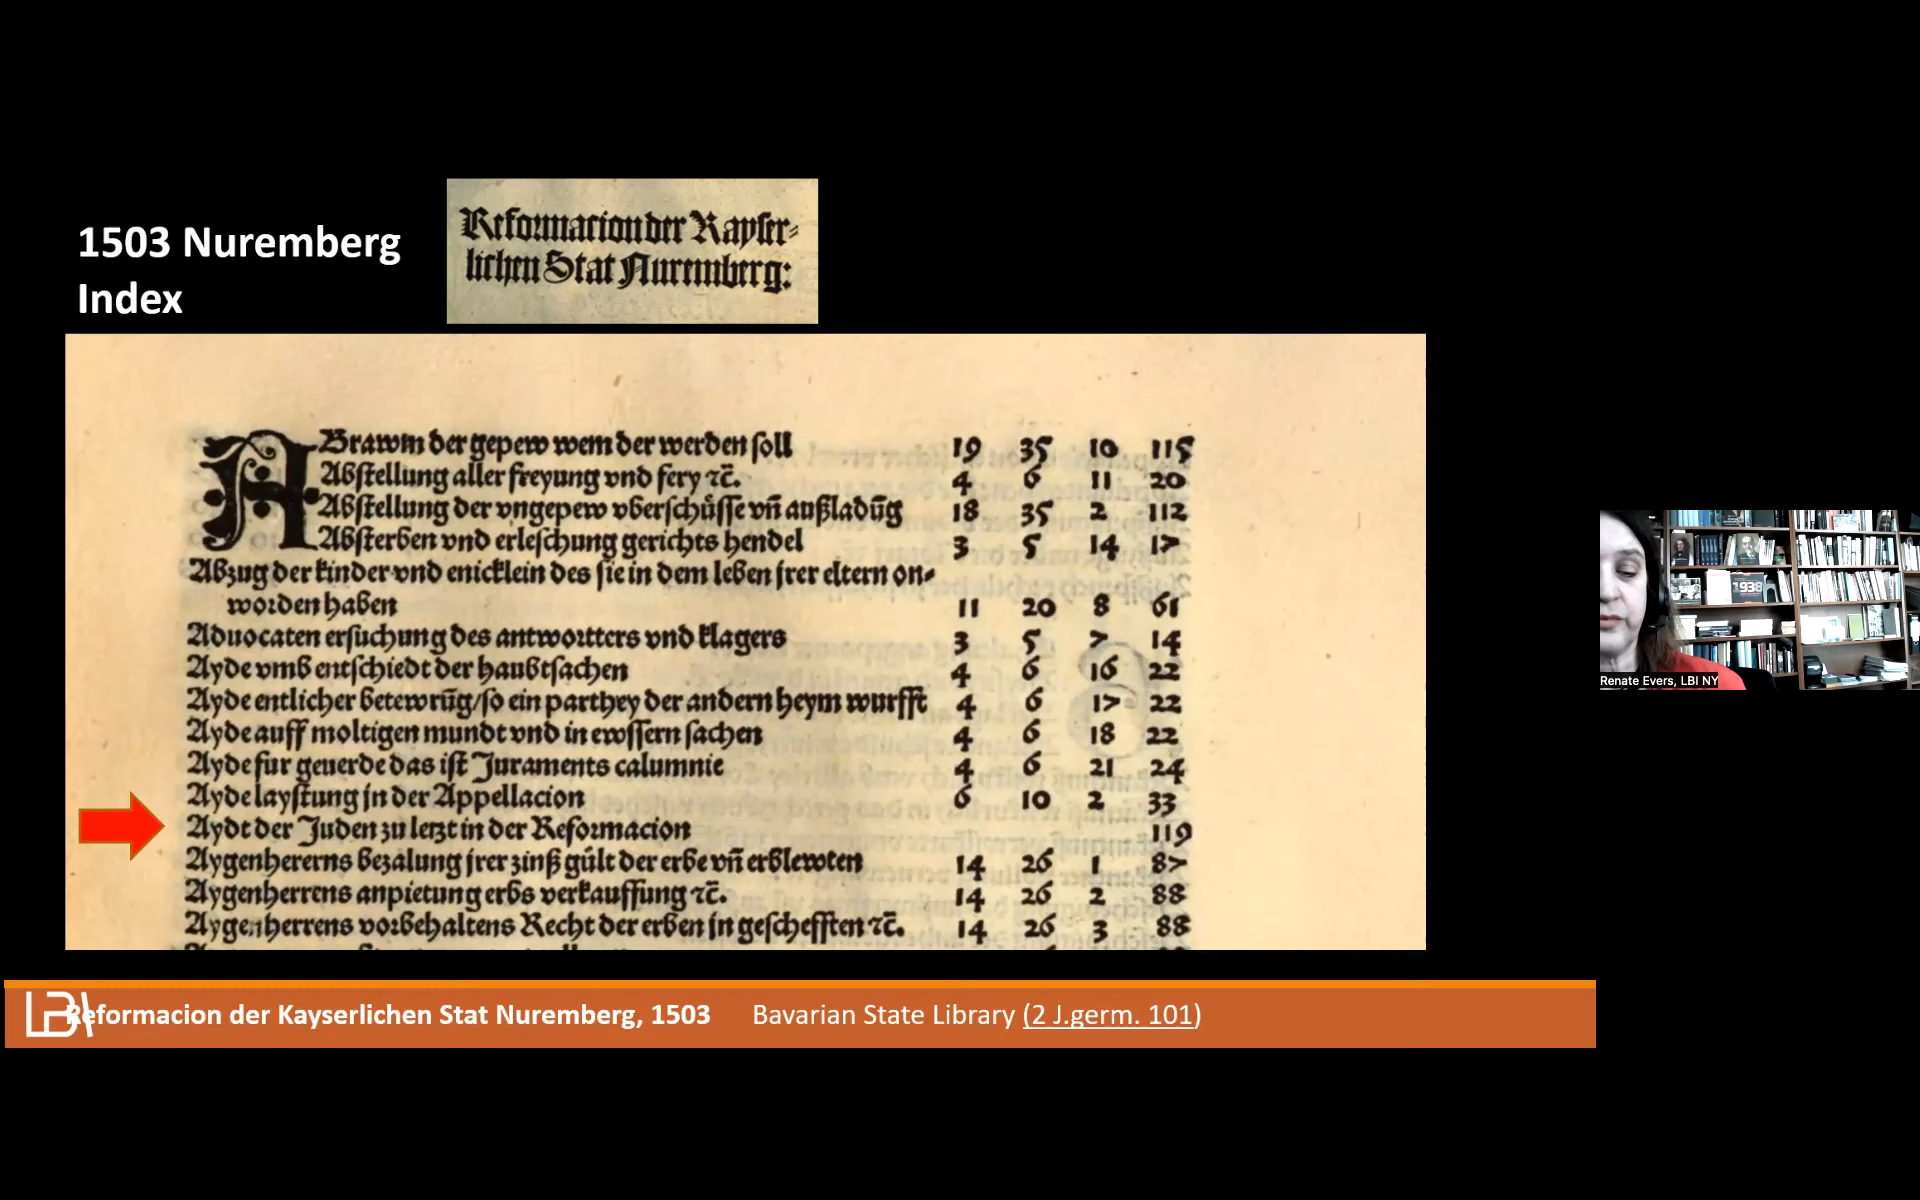 1503 Nuremberg
Index
Reformacion der Kayser-
lichen Stat Nuremberg:
ABrawm der gepew wem der werden soll 19 35 10 115
Abstellung aller freyung vnd fery ⁊c̄. 4 6 11 20
Abstellung der vngepew vberschüsse vn̄ außladūg 18 35 2 112
Absterben vnd erleschung gerichts hendel 3 5 14 17
Abzug der kinder vnd enicklein des sie in dem leben jrer eltern on-
worden haben 11 20 8 61
Aduocaten ersuchung des antwortters vnd klagers 3 5 7 14
Ayde vmb entschiedt der haubtsachen 4 6 16 22
Ayde entlicher betewrūg/so ein parthey der andern heym wurfft 4 6 17 22
Ayde auff moltigen mundt vnd in ewssern sachen 4 6 18 22
Ayde fur geuerde das ist Juraments calumnie 4 6 21 24
Ayde laystung in der Appellacion 6 10 2 33
Aydt der Juden zu letzt in der Reformacion 119
Aygenhererns bezalung jrer zinß gült der erbe vn̄ erblewten 14 26 1 87
Aygenherrens anpietung erbs verkauffung ⁊c̄. 14 26 2 88
Aygenherrens vorbehaltens Recht der erben in geschefften ⁊c̄. 14 26 3 88
LBI
Reformacion der Kayserlichen Stat Nuremberg, 1503 Bavarian State Library (2 J.germ. 101)
1938
Renate Evers, LBI NY